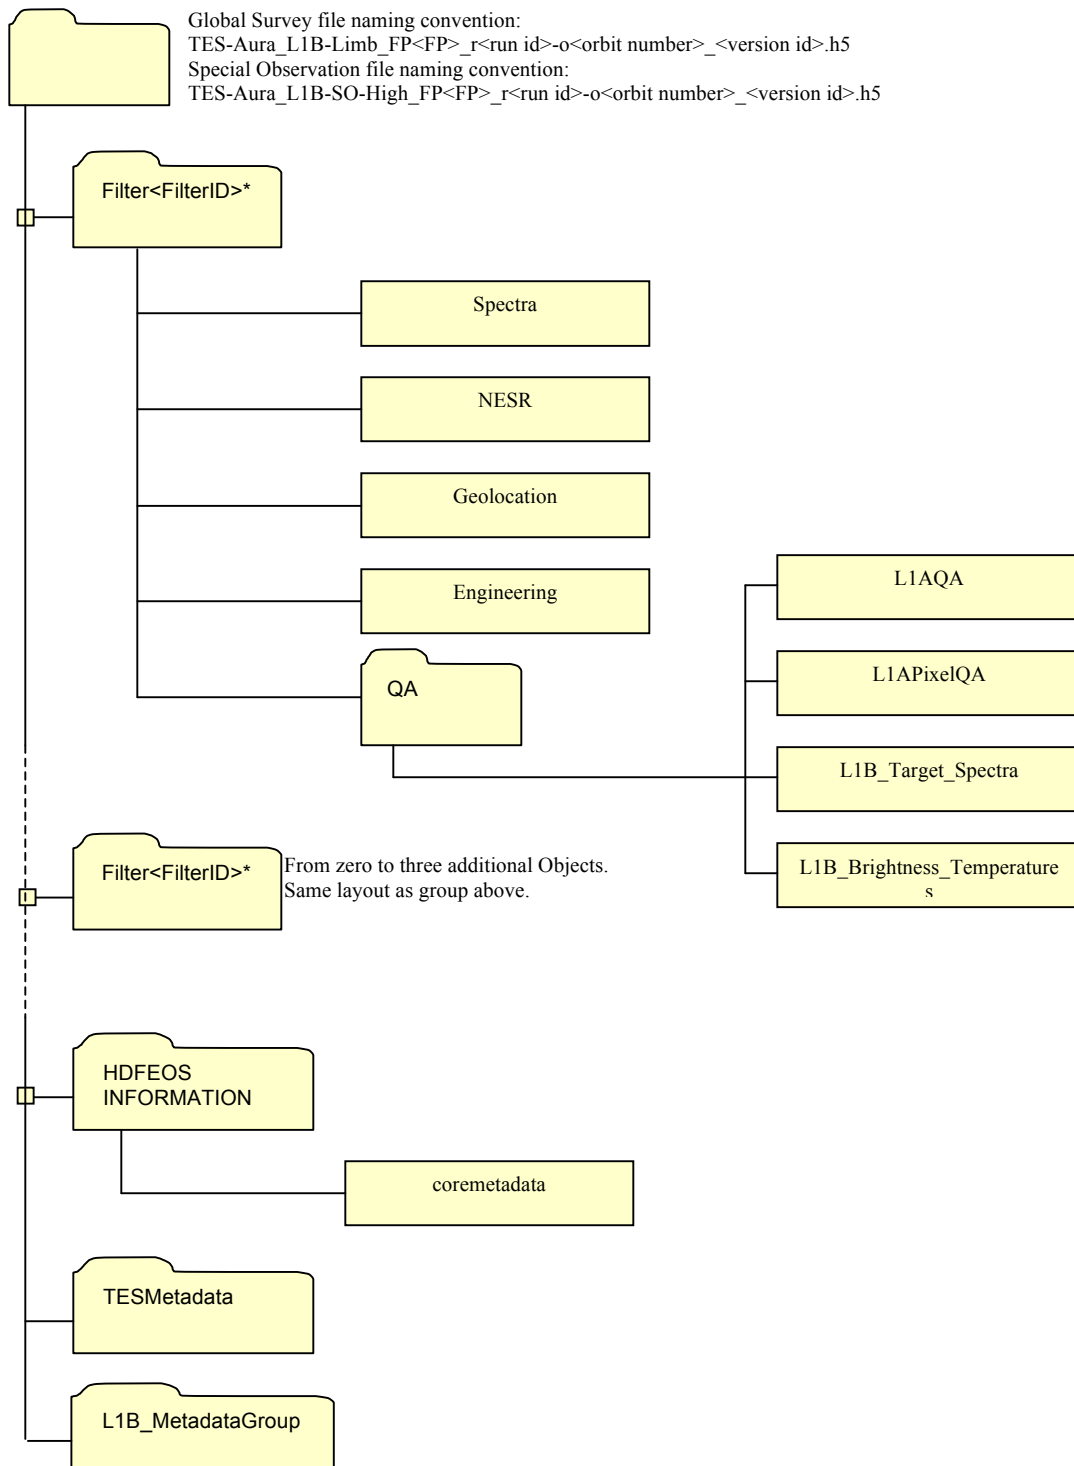 Global Survey file naming convention:
TES-Aura_L1B-Limb_FP<FP>_r<run id>-o<orbit number>_<version id>.h5
Special Observation file naming convention:
TES-Aura_L1B-SO-High_FP<FP>_r<run id>-o<orbit number>_<version id>.h5
Filter<FilterID>*
Spectra
NESR
Geolocation
Engineering
QA
L1AQA
L1APixelQA
L1B_Target_Spectra
L1B_Brightness_Temperature
s
Filter<FilterID>*
From zero to three additional Objects.
Same layout as group above.
HDFEOS
INFORMATION
coremetadata
TESMetadata
L1B_MetadataGroup